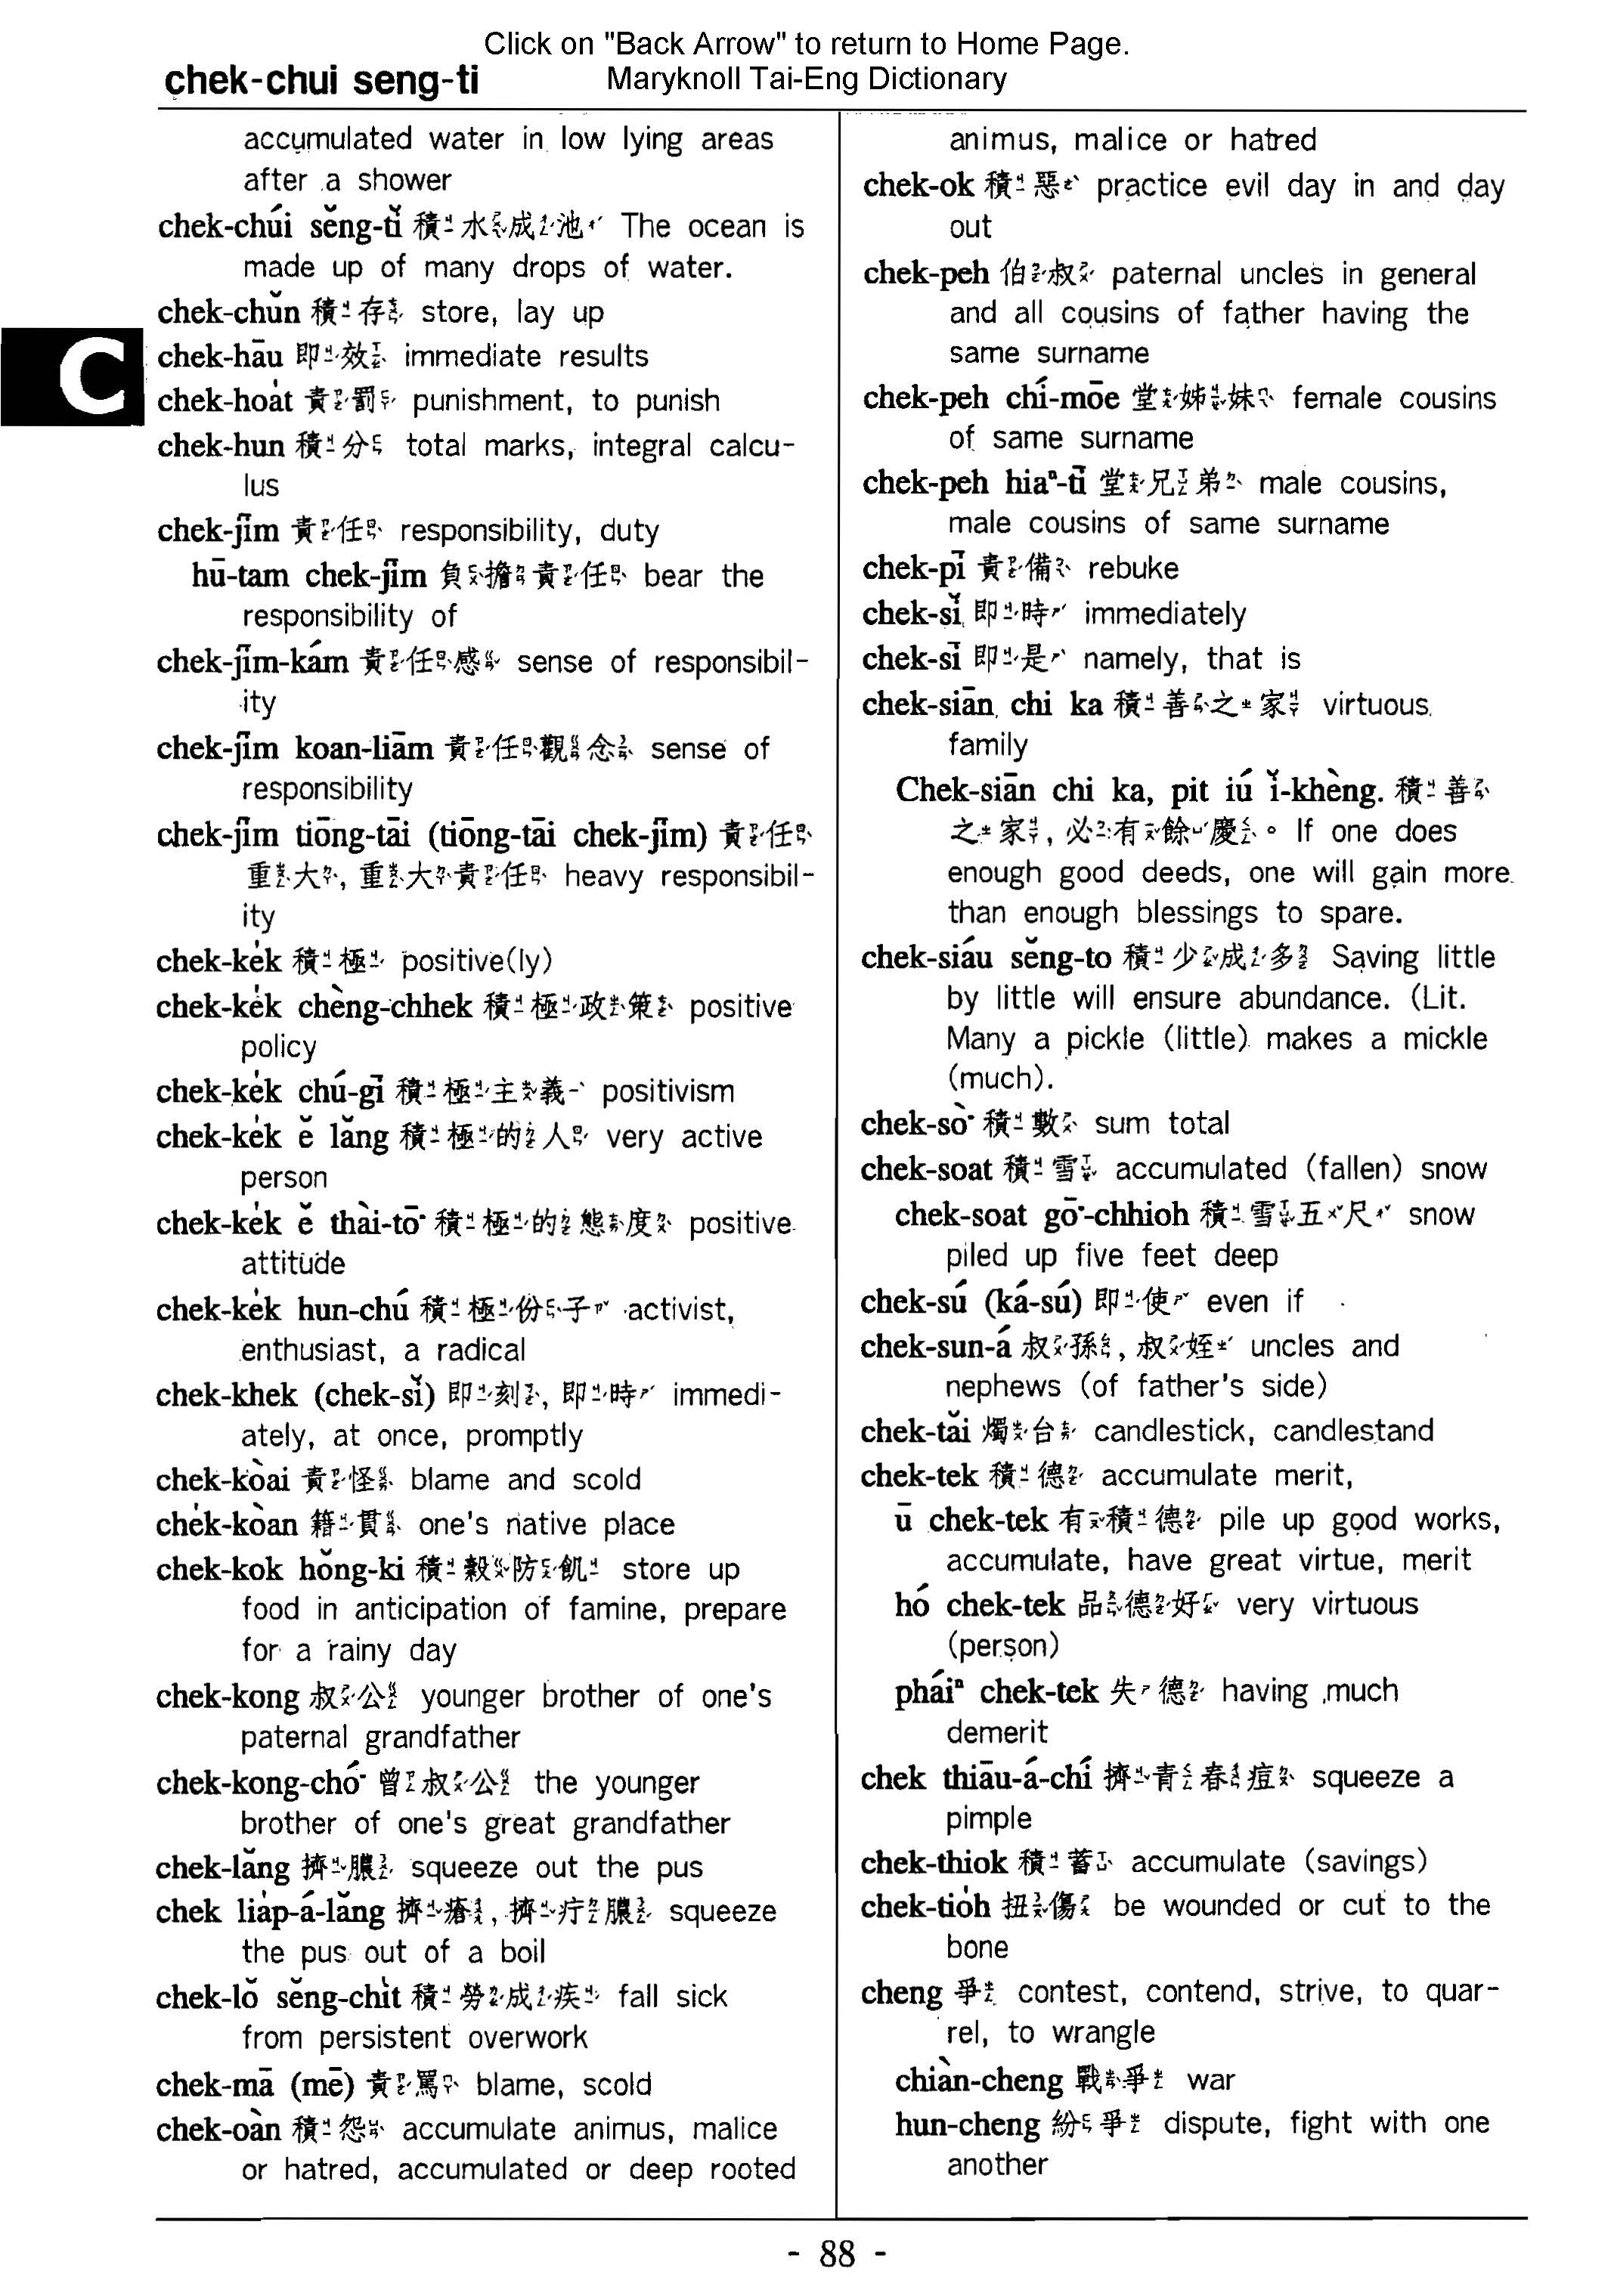 Click on "Back Arrow" to return to Home Page.
chek-chui seng-ti Maryknoll Tai-Eng Dictionary
accumulated water in low lying areas
after a shower
chek-chúi sĕng-tĭ 積水成池 The ocean is
made up of many drops of water.
chek-chŭn 積存 store, lay up
C
chek-hāu 即效 immediate results
chek-hoa̍t 責罰 punishment, to punish
chek-hun 積分 total marks, integral calcu-
lus
chek-jīm 責任 responsibility, duty
hū-tam chek-jīm 負擔責任 bear the
responsibility of
chek-jīm-kám 責任感 sense of responsibil-
ity
chek-jīm koan-liām 責任觀念 sense of
responsibility
chek-jīm tiōng-tāi (tiōng-tāi chek-jīm) 責任
重大, 重大責任 heavy responsibil-
ity
chek-ke̍k 積極 positive(ly)
chek-ke̍k chèng-chhek 積極政策 positive
policy
chek-ke̍k chú-gī 積極主義 positivism
chek-ke̍k ĕ lăng 積極的人 very active
person
chek-ke̍k ĕ thài-tō͘ 積極的態度 positive
attitude
chek-ke̍k hun-chú 積極份子 activist,
enthusiast, a radical
chek-khek (chek-sĭ) 即刻, 即時 immedi-
ately, at once, promptly
chek-kòai 責怪 blame and scold
che̍k-kòan 籍貫 one's native place
chek-kok hŏng-ki 積穀防飢 store up
food in anticipation of famine, prepare
for a rainy day
chek-kong 叔公 younger brother of one's
paternal grandfather
chek-kong-chó͘ 曾叔公 the younger
brother of one's great grandfather
chek-lăng 擠膿 squeeze out the pus
chek lia̍p-á-lăng 擠瘡, 擠疔膿 squeeze
the pus out of a boil
chek-lŏ sĕng-chi̍t 積勞成疾 fall sick
from persistent overwork
chek-mā (mē) 責罵 blame, scold
chek-oàn 積怨 accumulate animus, malice
or hatred, accumulated or deep rooted
animus, malice or hatred
chek-ok 積惡 practice evil day in and day
out
chek-peh 伯叔 paternal uncles in general
and all cousins of father having the
same surname
chek-peh chí-mōe 堂姊妹 female cousins
of same surname
chek-peh hiaⁿ-tī 堂兄弟 male cousins,
male cousins of same surname
chek-pī 責備 rebuke
chek-sĭ 即時 immediately
chek-sī 即是 namely, that is
chek-siān chi ka 積善之家 virtuous
family
Chek-siān chi ka, pit iú ĭ-khèng. 積善
之家, 必有餘慶。 If one does
enough good deeds, one will gain more
than enough blessings to spare.
chek-siáu sĕng-to 積少成多 Saving little
by little will ensure abundance. (Lit.
Many a pickle (little) makes a mickle
(much).
chek-sò͘ 積數 sum total
chek-soat 積雪 accumulated (fallen) snow
chek-soat gō͘-chhioh 積雪五尺 snow
piled up five feet deep
chek-sú (ká-sú) 即使 even if
chek-sun-á 叔孫, 叔姪 uncles and
nephews (of father's side)
chek-tăi 燭台 candlestick, candlestand
chek-tek 積德 accumulate merit,
ū chek-tek 有積德 pile up good works,
accumulate, have great virtue, merit
hó chek-tek 品德好 very virtuous
(person)
pháiⁿ chek-tek 失德 having much
demerit
chek thiāu-á-chí 擠青春痘 squeeze a
pimple
chek-thiok 積蓄 accumulate (savings)
chek-tio̍h 扭傷 be wounded or cut to the
bone
cheng 爭 contest, contend, strive, to quar-
rel, to wrangle
chiàn-cheng 戰爭 war
hun-cheng 紛爭 dispute, fight with one
another
- 88 -